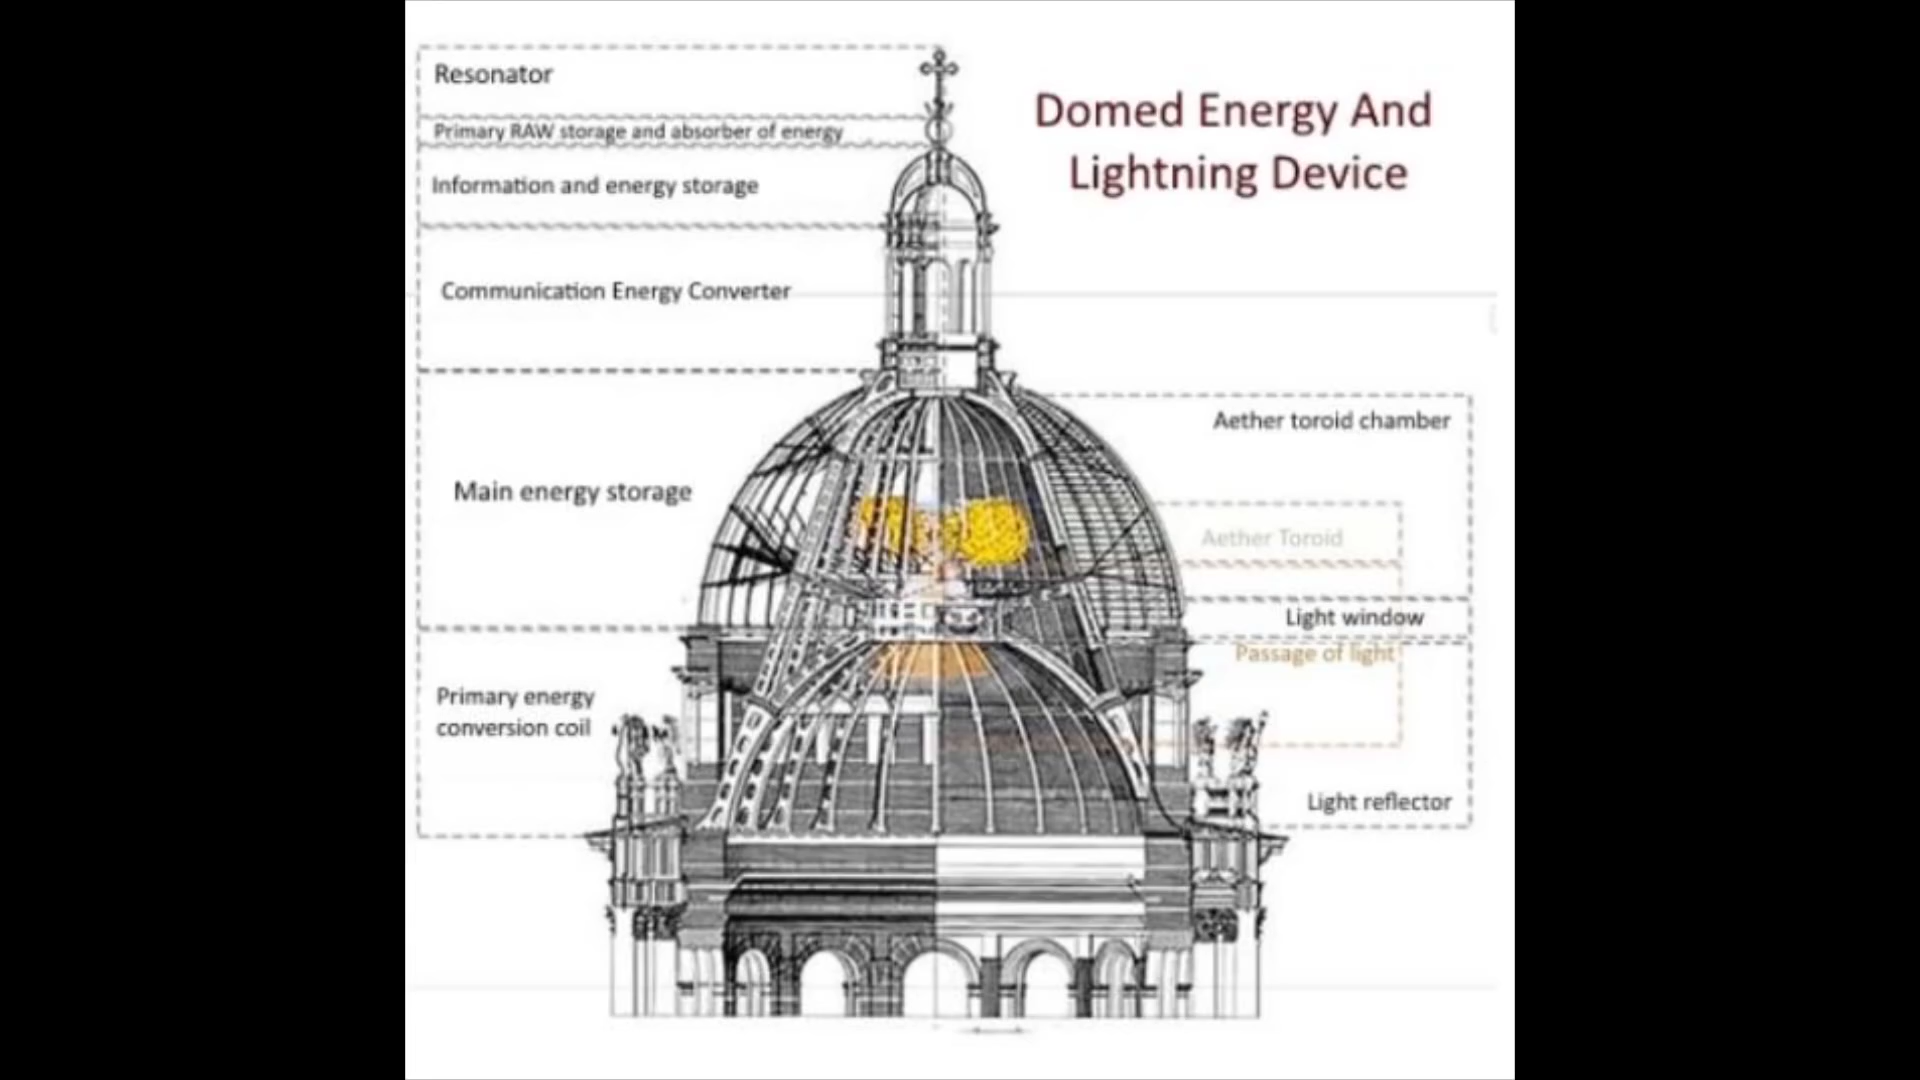 Domed Energy And
Lightning Device
Resonator
Primary RAW storage and absorber of energy
Information and energy storage
Communication Energy Converter
Main energy storage
Primary energy
conversion coil
Aether toroid chamber
Aether Toroid
Light window
Passage of light
Light reflector